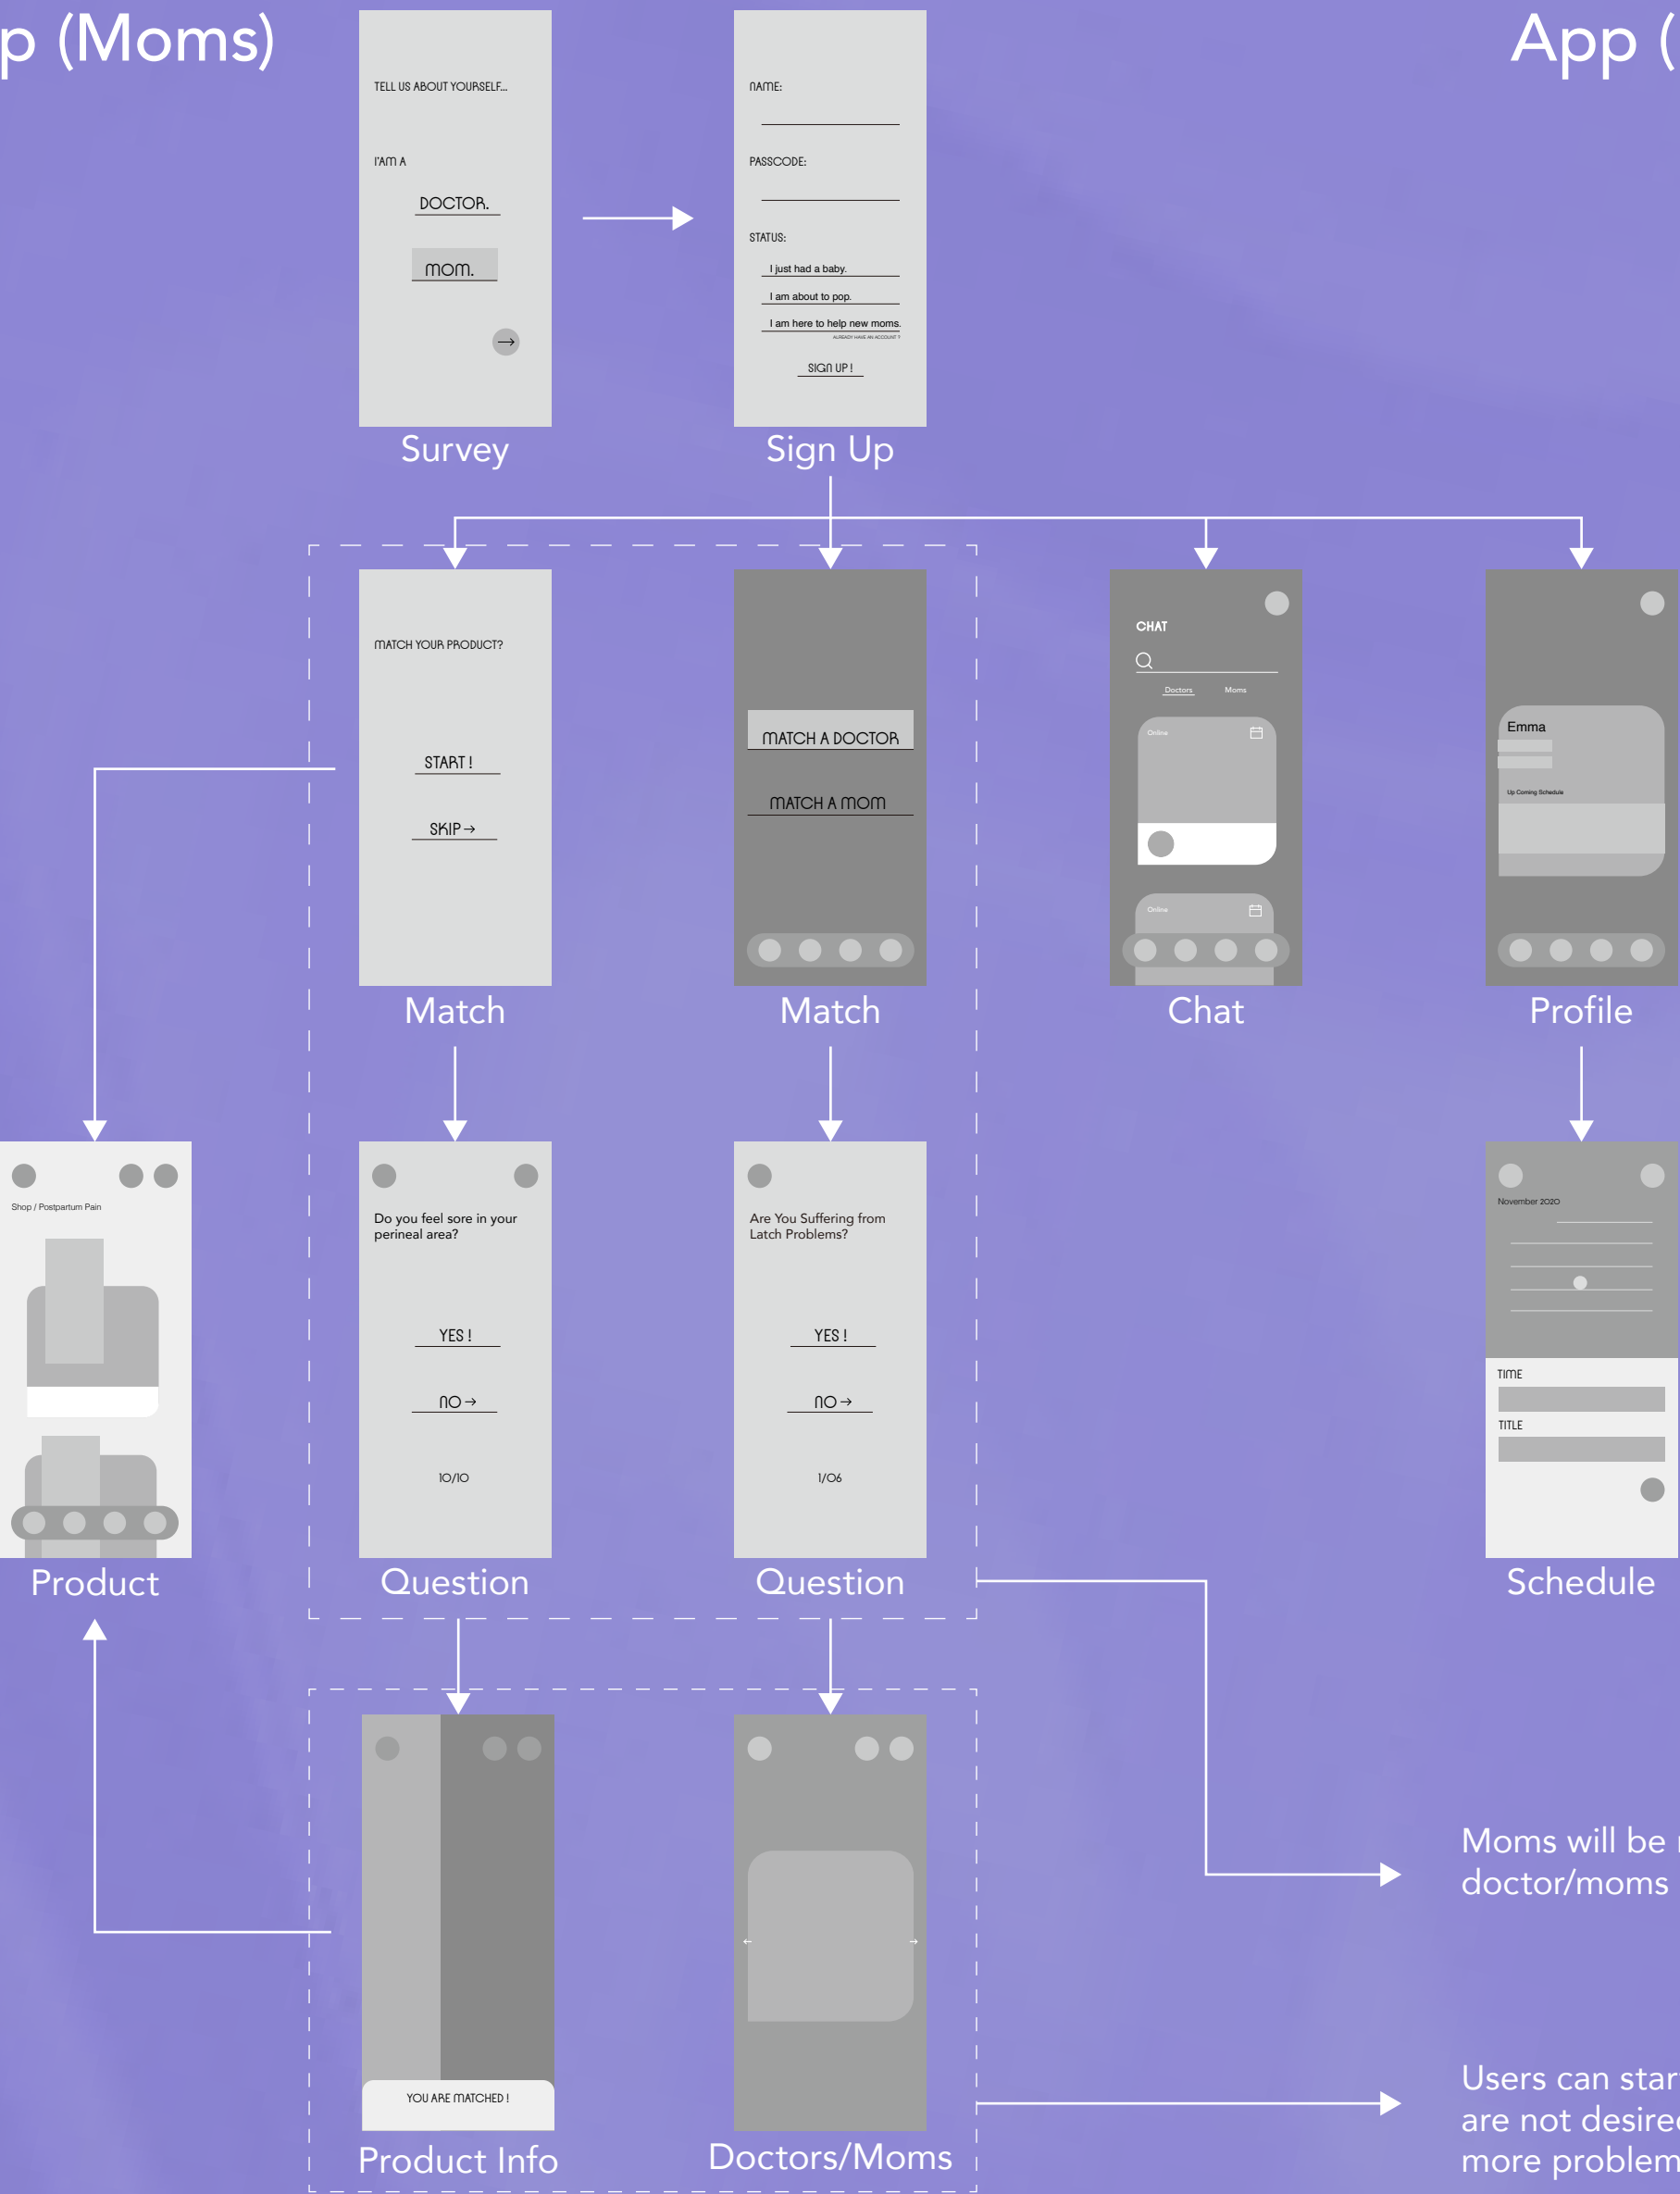 p (Moms)
App (
TELL US ABOUT YOURSELF...
I'AM A
DOCTOR.
MOM.
Survey
NAME:
PASSCODE:
STATUS:
I just had a baby.
I am about to pop.
I am here to help new moms.
ALREADY HAVE AN ACCOUNT ?
SIGN UP !
Sign Up
MATCH YOUR PRODUCT?
START !
SKIP →
Match
MATCH A DOCTOR
MATCH A MOM
Match
CHAT
Doctors Moms
Online
Online
Chat
Emma
Up Coming Schedule
Profile
Shop / Postpartum Pain
Product
Do you feel sore in your
perineal area?
YES !
NO →
10/10
Question
Are You Suffering from
Latch Problems?
YES !
NO →
1/06
Question
November 2020
TIME
TITLE
Schedule
YOU ARE MATCHED !
Product Info
Doctors/Moms
Moms will be
doctor/moms
Users can star
are not desired
more problem